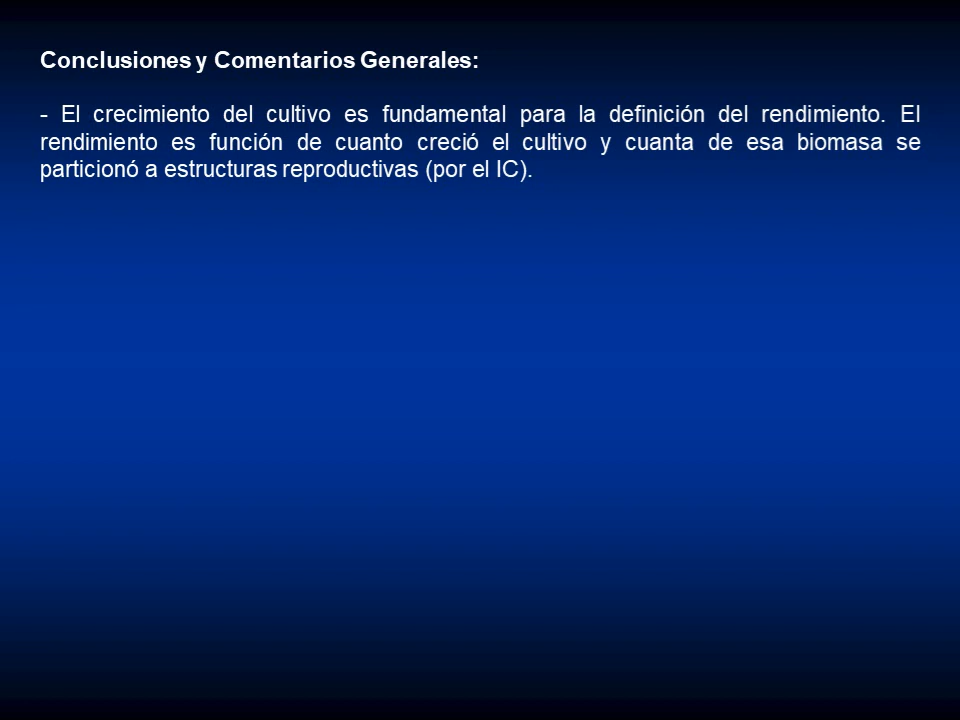 Conclusiones y Comentarios Generales:
- El crecimiento del cultivo es fundamental para la definición del rendimiento. El
rendimiento es función de cuanto creció el cultivo y cuanta de esa biomasa se
particionó a estructuras reproductivas (por el IC).